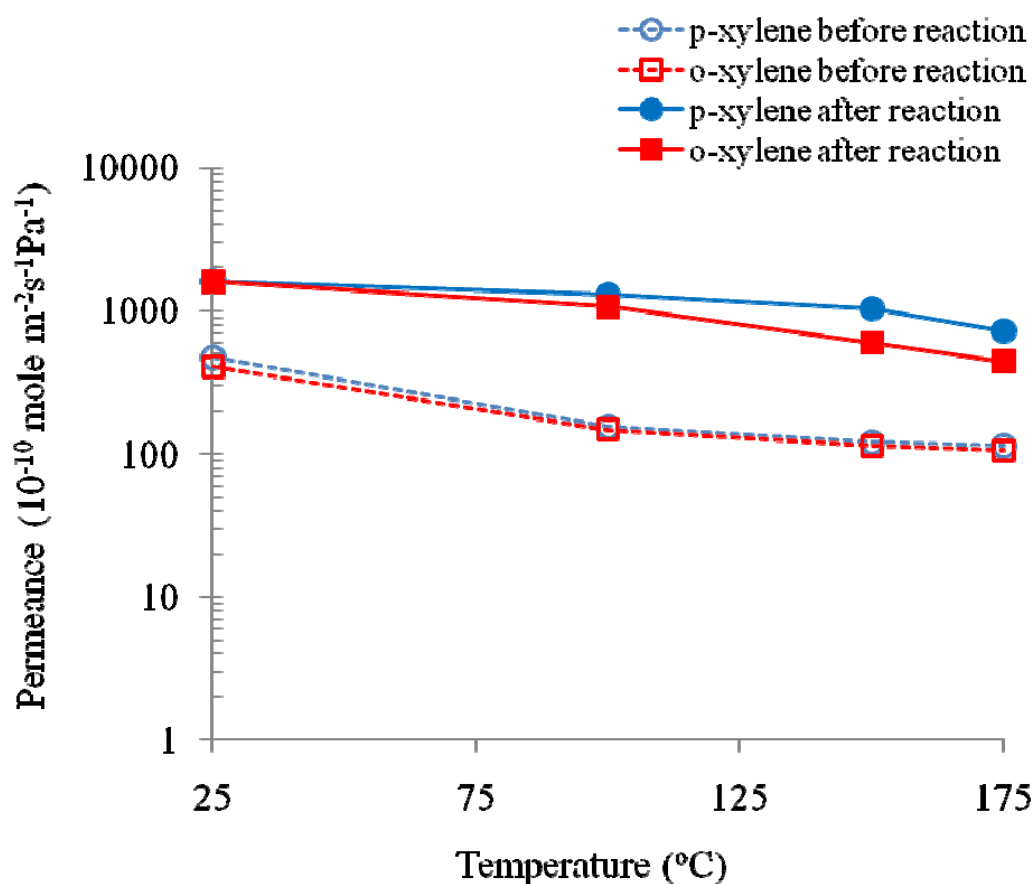 p-xylene before reaction
o-xylene before reaction
p-xylene after reaction
o-xylene after reaction
10000
1000
100
10
1
Permeance (10⁻¹⁰ mole m⁻²s⁻¹Pa⁻¹)
25 75 125 175
Temperature (ºC)